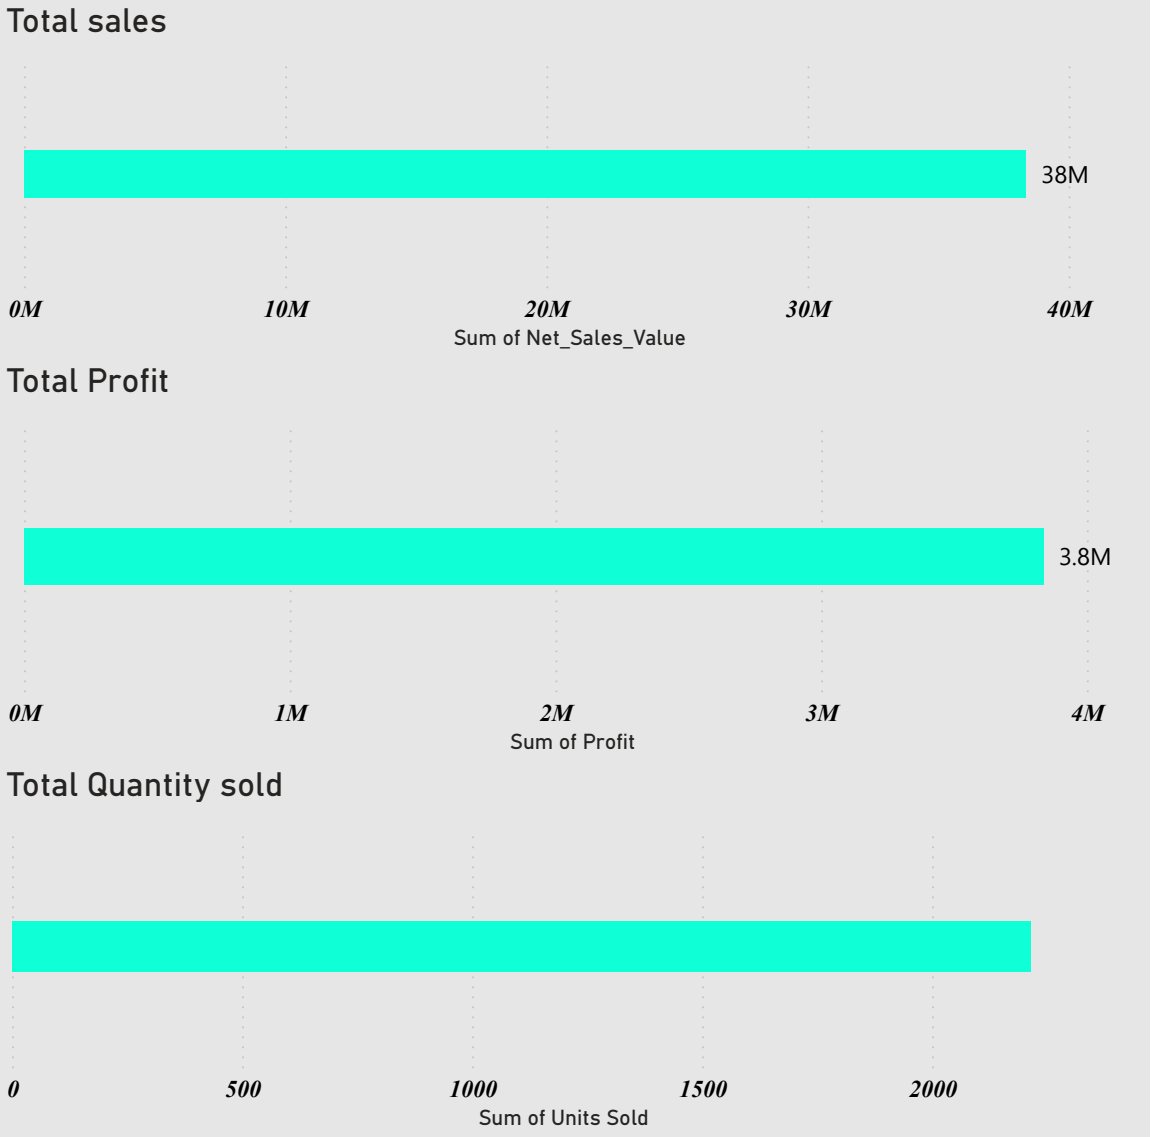 Total sales
38M
0M 10M 20M 30M 40M
Sum of Net_Sales_Value
Total Profit
3.8M
0M 1M 2M 3M 4M
Sum of Profit
Total Quantity sold
0 500 1000 1500 2000
Sum of Units Sold